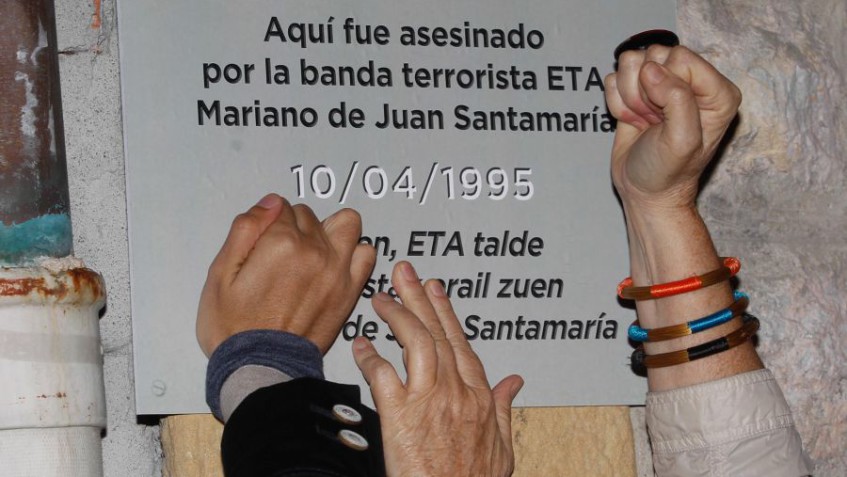 Aquí fue asesinado
por la banda terrorista ETA
Mariano de Juan Santamaría
10/04/1995
ETA talde
zuen
de Santamaría